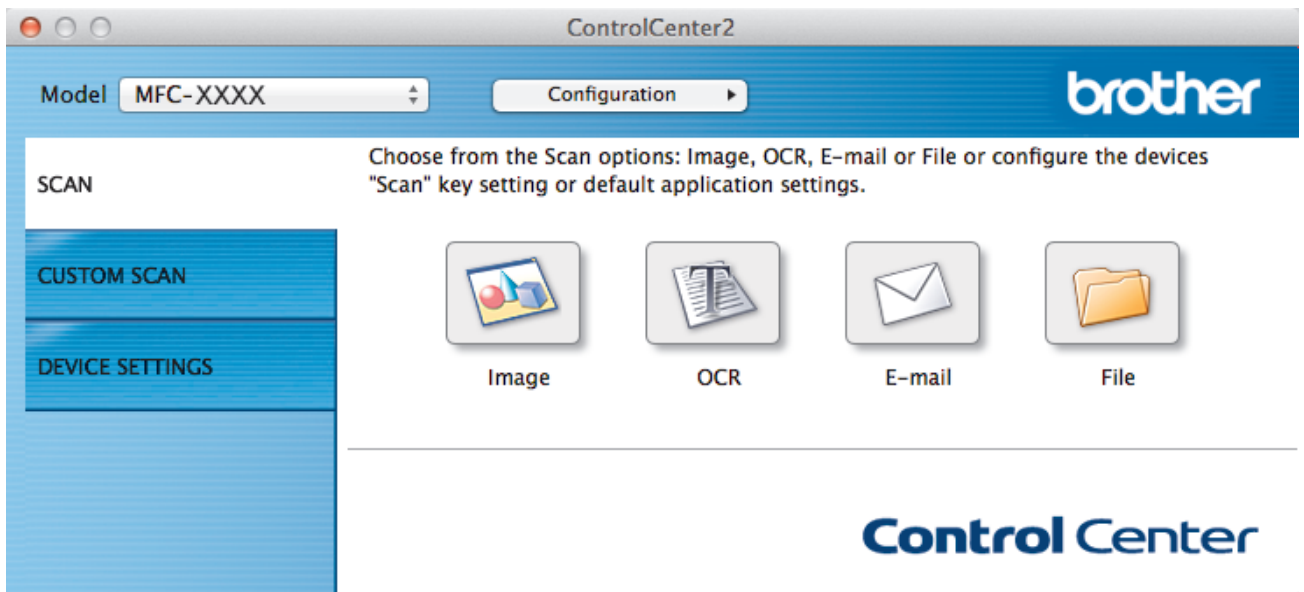 ControlCenter2
Model MFC-XXXX Configuration brother
SCAN
CUSTOM SCAN
DEVICE SETTINGS
Choose from the Scan options: Image, OCR, E-mail or File or configure the devices
"Scan" key setting or default application settings.
Image OCR E-mail File
Control Center